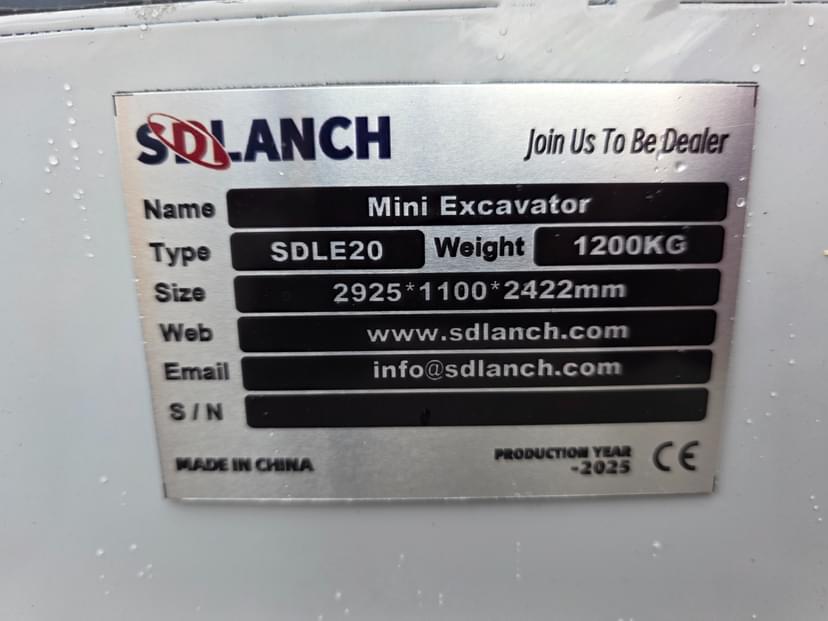 SDLANCH
Join Us To Be Dealer
Name Mini Excavator
Type SDLE20 Weight 1200KG
Size 2925*1100*2422mm
Web www.sdlanch.com
Email info@sdlanch.com
S/N
MADE IN CHINA
PRODUCTION YEAR
-2025
CE